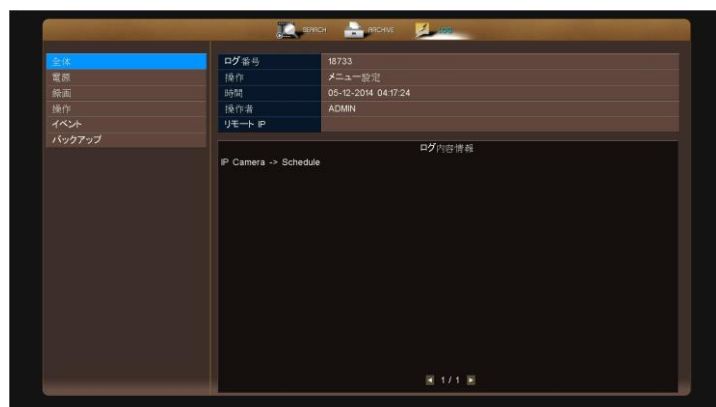 SEARCH ARCHIVE LOG
全体
電源
録画
操作
イベント
バックアップ
ログ番号 18733
操作 メニュー設定
時間 05-12-2014 04:17:24
操作者 ADMIN
リモート IP
ログ内容情報
IP Camera -> Schedule
1 / 1